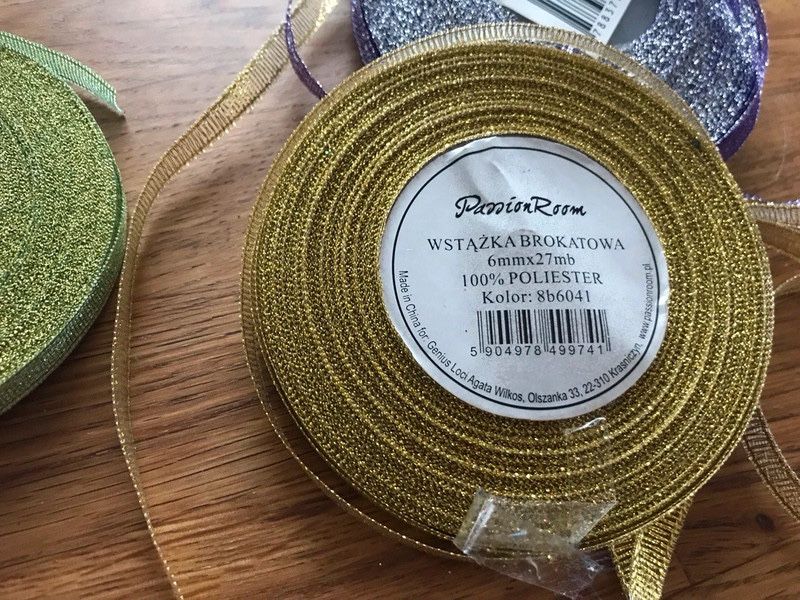 PassionRoom
WSTĄŻKA BROKATOWA
6mmx27mb
100% POLIESTER
Kolor: 8b6041
5 904978 499741
Made in China for: Genius Loci Agata Wilkos, Olszanka 33, 22-310 Kraśniczyn, www.passionroom.pl